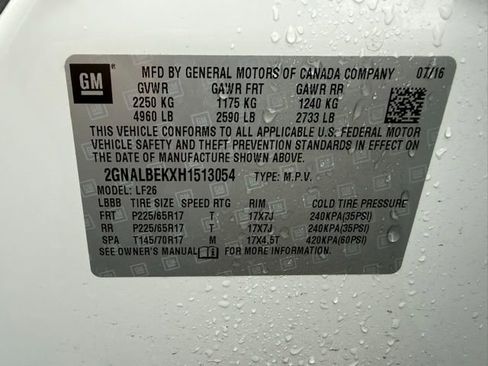 GM
MFD BY GENERAL MOTORS OF CANADA COMPANY 07/16
GVWR GAWR FRT GAWR RR
2250 KG 1175 KG 1240 KG
4960 LB 2590 LB 2733 LB
THIS VEHICLE CONFORMS TO ALL APPLICABLE U.S. FEDERAL MOTOR
VEHICLE SAFETY AND THEFT PREVENTION STANDARDS IN EFFECT ON
THE DATE OF MANUFACTURE SHOWN ABOVE.
2GNALBEKXH1513054 TYPE: M.P.V.
MODEL: LF26
LBBB TIRE SIZE SPEED RTG RIM COLD TIRE PRESSURE
FRT P225/65R17 T 17X7J 240KPA(35PSI)
RR P225/65R17 T 17X7J 240KPA(35PSI)
SPA T145/70R17 M 17X4.5T 420KPA(60PSI)
SEE OWNER'S MANUAL FOR MORE INFORMATION.